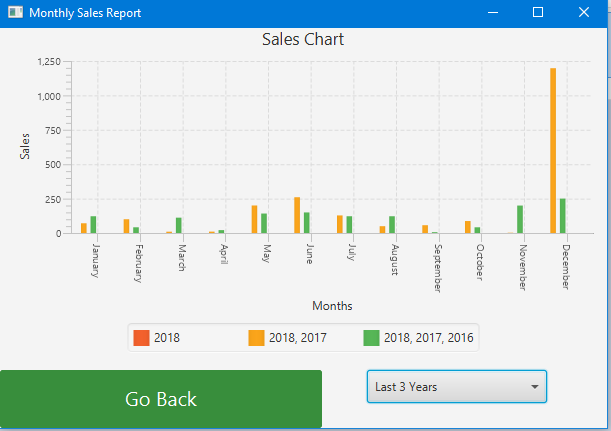 Monthly Sales Report
Sales Chart
1,250
1,000
750
500
250
0
Sales
January
February
March
April
May
June
July
August
September
October
November
December
Months
2018
2018, 2017
2018, 2017, 2016
Go Back
Last 3 Years